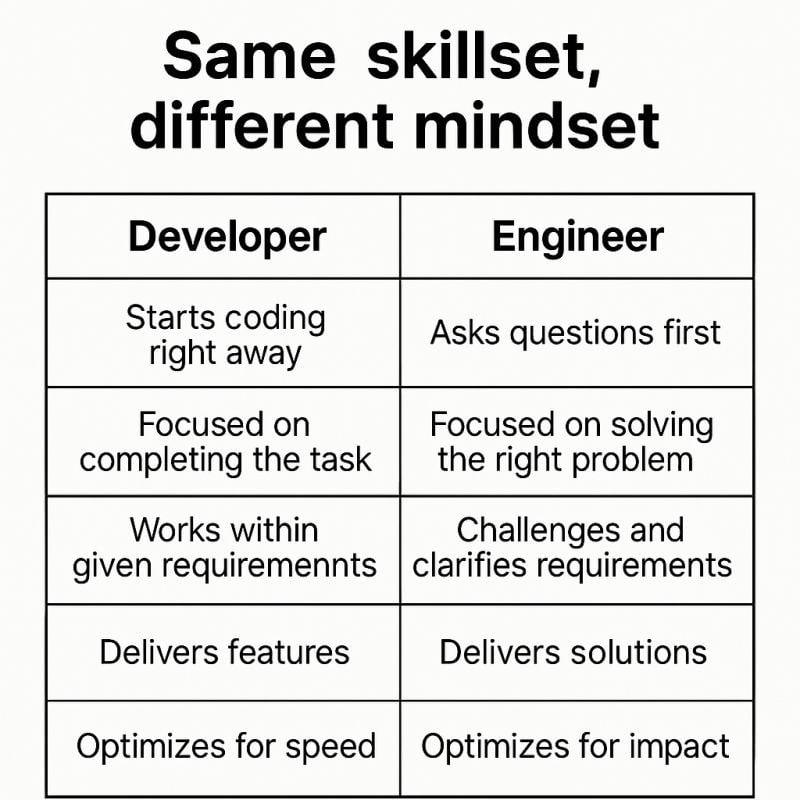 Same skillset,
different mindset
Developer
Engineer
Starts coding
right away
Asks questions first
Focused on
completing the task
Focused on solving
the right problem
Works within
given requiremennts
Challenges and
clarifies requirements
Delivers features
Delivers solutions
Optimizes for speed
Optimizes for impact